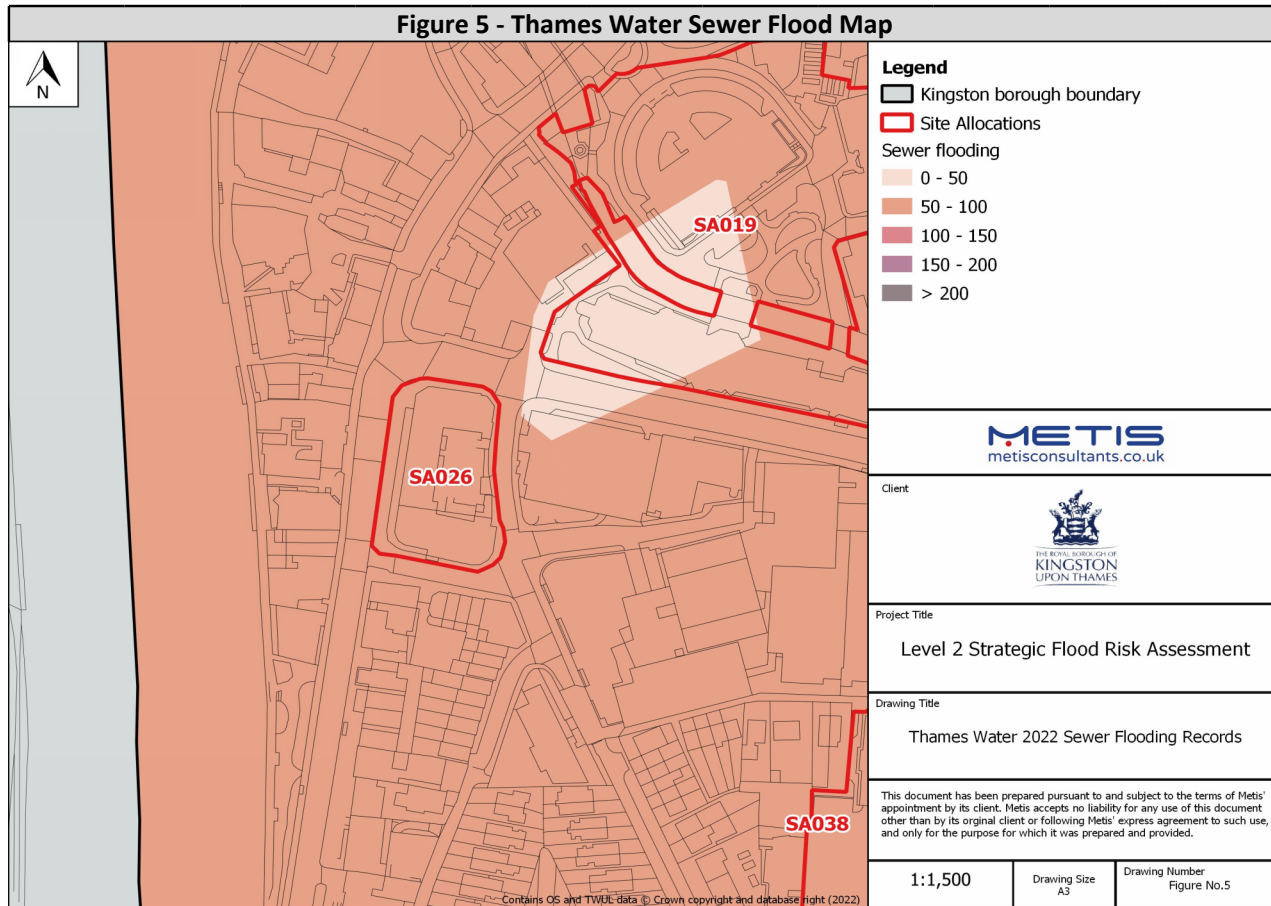 Figure 5 - Thames Water Sewer Flood Map
N
SA019
SA026
SA038
Contains OS and TWUL data © Crown copyright and database right (2022)
Legend
Kingston borough boundary
Site Allocations
Sewer flooding
0 - 50
50 - 100
100 - 150
150 - 200
> 200
METIS
metisconsultants.co.uk
Client
THE ROYAL BOROUGH OF
KINGSTON
UPON THAMES
Project Title
Level 2 Strategic Flood Risk Assessment
Drawing Title
Thames Water 2022 Sewer Flooding Records
This document has been prepared pursuant to and subject to the terms of Metis'
appointment by its client. Metis accepts no liability for any use of this document
other than by its orginal client or following Metis' express agreement to such use,
and only for the purpose for which it was prepared and provided.
1:1,500
Drawing Size
A3
Drawing Number
Figure No.5